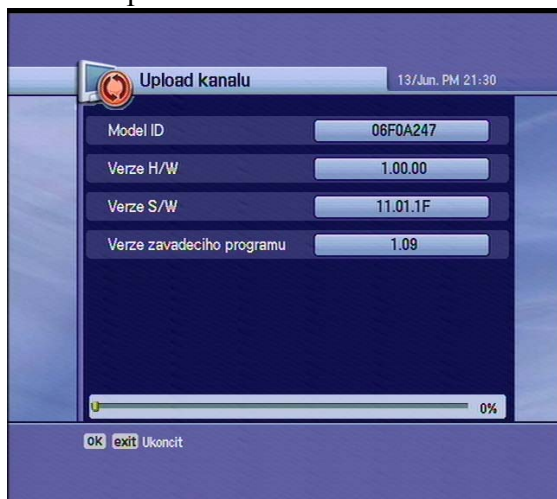 Upload kanalu
13/Jun. PM 21:30
Model ID 06F0A247
Verze H/W 1.00.00
Verze S/W 11.01.1F
Verze zavadeciho programu 1.09
0%
OK exit Ukoncit